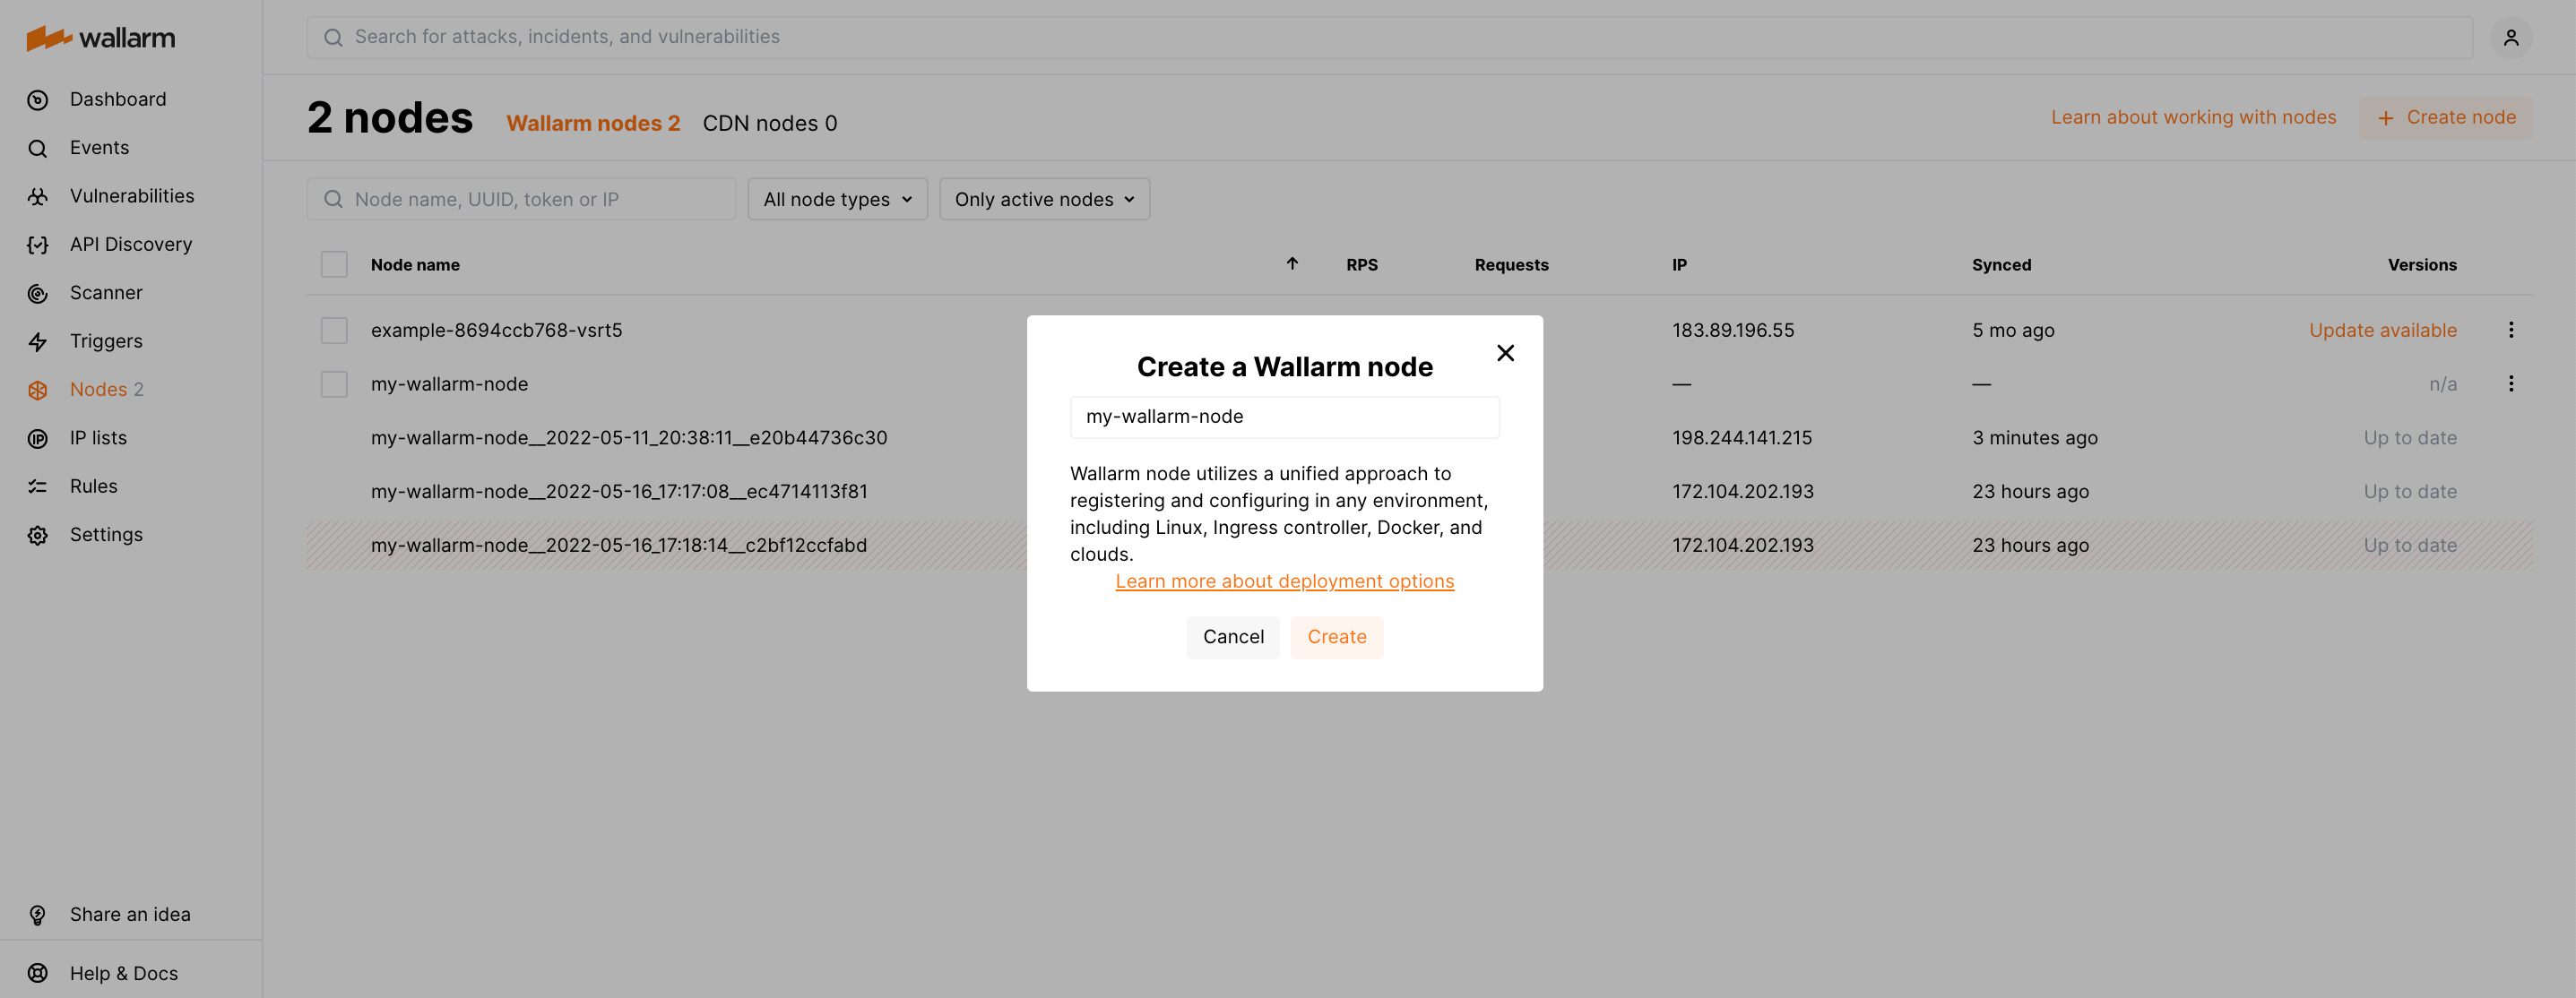 wallarm
Search for attacks, incidents, and vulnerabilities
Dashboard
Events
Vulnerabilities
API Discovery
Scanner
Triggers
Nodes 2
IP lists
Rules
Settings
Share an idea
Help & Docs
2 nodes Wallarm nodes 2 CDN nodes 0
Learn about working with nodes + Create node
Node name, UUID, token or IP All node types Only active nodes
Node name RPS Requests IP Synced Versions
example-8694ccb768-vsrt5 183.89.196.55 5 mo ago Update available
my-wallarm-node — — n/a
my-wallarm-node__2022-05-11_20:38:11__e20b44736c30 198.244.141.215 3 minutes ago Up to date
my-wallarm-node__2022-05-16_17:17:08__ec4714113f81 172.104.202.193 23 hours ago Up to date
my-wallarm-node__2022-05-16_17:18:14__c2bf12ccfabd 172.104.202.193 23 hours ago Up to date
Create a Wallarm node
my-wallarm-node
Wallarm node utilizes a unified approach to
registering and configuring in any environment,
including Linux, Ingress controller, Docker, and
clouds.
Learn more about deployment options
Cancel Create